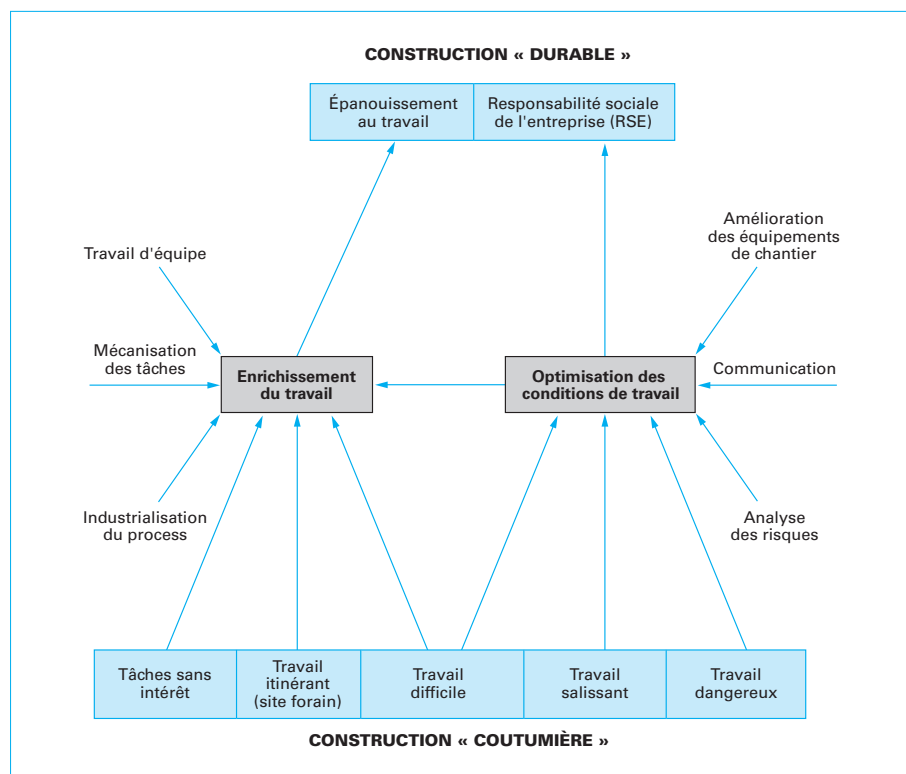 CONSTRUCTION « DURABLE »
Épanouissement
au travail
Responsabilité sociale
de l'entreprise (RSE)
Amélioration
des équipements
de chantier
Travail d'équipe
Mécanisation
des tâches
Enrichissement
du travail
Optimisation des
conditions de travail
Communication
Industrialisation
du process
Analyse
des risques
Tâches sans
intérêt
Travail
itinérant
(site forain)
Travail
difficile
Travail
salissant
Travail
dangereux
CONSTRUCTION « COUTUMIÈRE »